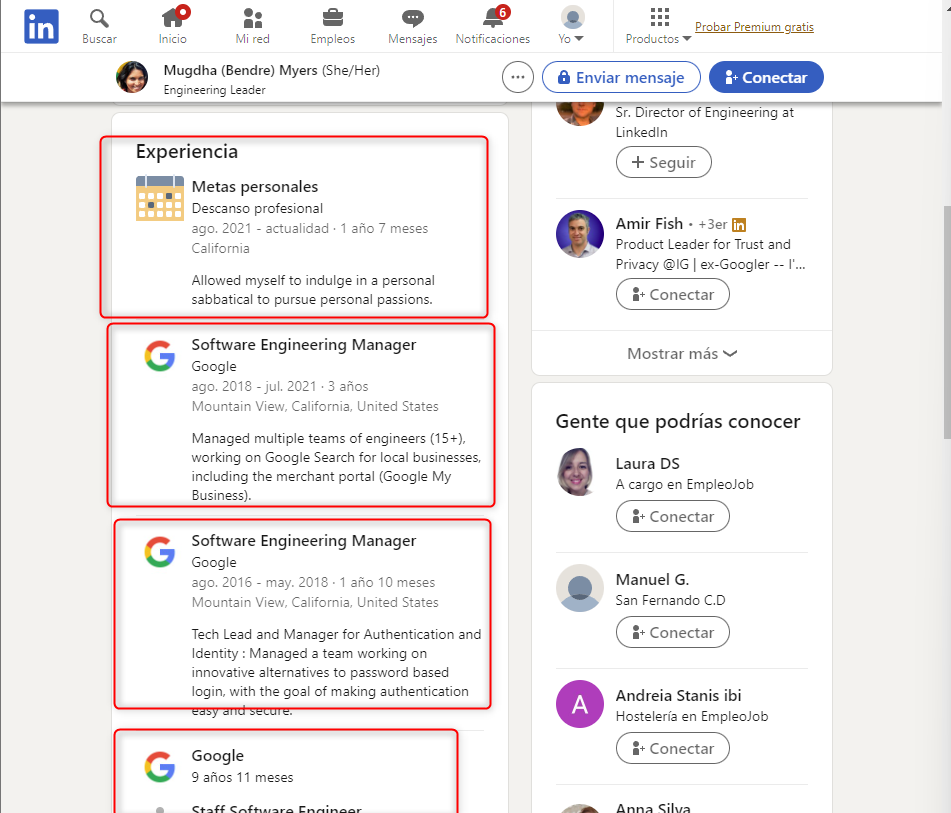 in
Buscar
Inicio
Mi red
Empleos
Mensajes
6
Notificaciones
Yo
Productos
Probar Premium gratis
Mugdha (Bendre) Myers (She/Her)
Engineering Leader
Enviar mensaje
Conectar
Experiencia
Metas personales
Descanso profesional
ago. 2021 - actualidad · 1 año 7 meses
California
Allowed myself to indulge in a personal
sabbatical to pursue personal passions.
Software Engineering Manager
Google
ago. 2018 - jul. 2021 · 3 años
Mountain View, California, United States
Managed multiple teams of engineers (15+),
working on Google Search for local businesses,
including the merchant portal (Google My
Business).
Software Engineering Manager
Google
ago. 2016 - may. 2018 · 1 año 10 meses
Mountain View, California, United States
Tech Lead and Manager for Authentication and
Identity : Managed a team working on
innovative alternatives to password based
login, with the goal of making authentication
easy and secure.
Google
9 años 11 meses
Staff Software Engineer
Sr. Director of Engineering at
LinkedIn
+ Seguir
Amir Fish • +3er in
Product Leader for Trust and
Privacy @IG | ex-Googler -- I'...
Conectar
Mostrar más
Gente que podrías conocer
Laura DS
A cargo en EmpleoJob
Conectar
Manuel G.
San Fernando C.D
Conectar
A
Andreia Stanis ibi
Hostelería en EmpleoJob
Conectar
Anna Silva